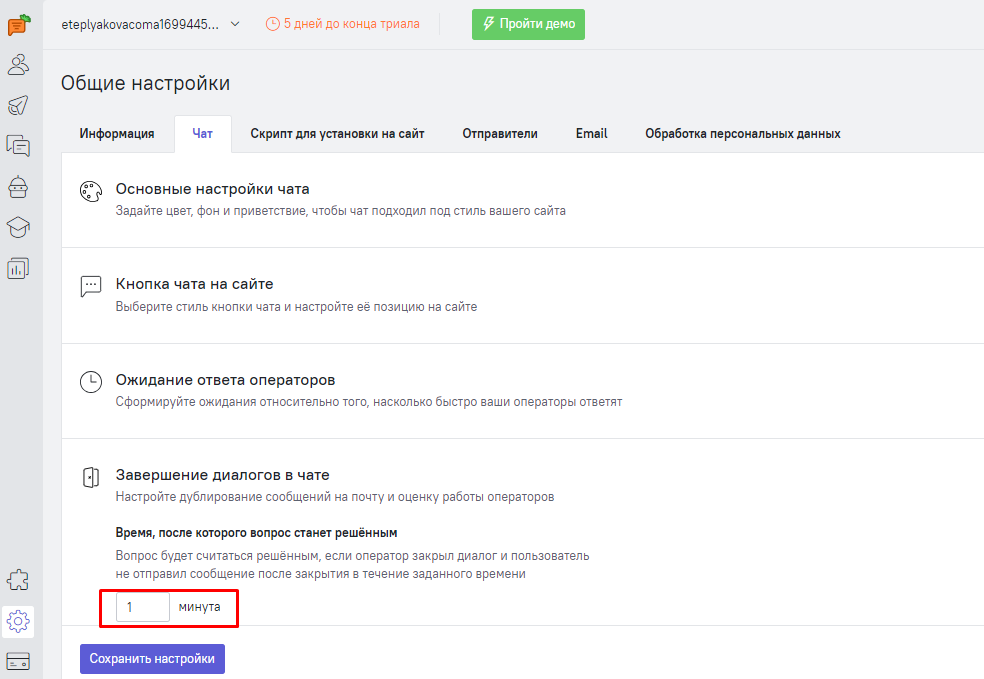 eteplyakovacoma1699445...
5 дней до конца триала
Пройти демо
Общие настройки
Информация
Чат
Скрипт для установки на сайт
Отправители
Email
Обработка персональных данных
Основные настройки чата
Задайте цвет, фон и приветствие, чтобы чат подходил под стиль вашего сайта
Кнопка чата на сайте
Выберите стиль кнопки чата и настройте её позицию на сайте
Ожидание ответа операторов
Сформируйте ожидания относительно того, насколько быстро ваши операторы ответят
Завершение диалогов в чате
Настройте дублирование сообщений на почту и оценку работы операторов
Время, после которого вопрос станет решённым
Вопрос будет считаться решённым, если оператор закрыл диалог и пользователь
не отправил сообщение после закрытия в течение заданного времени
1 минута
Сохранить настройки